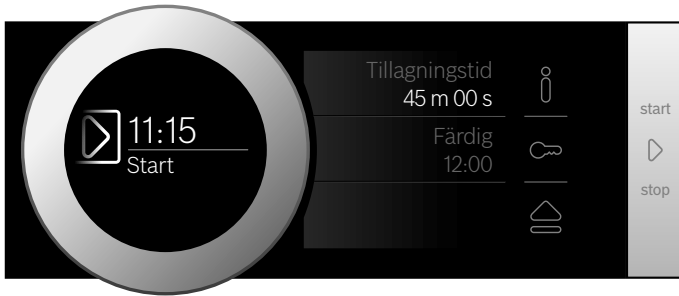 11:15
Start
Tillagningstid
45 m 00 s
Färdig
12:00
start
stop